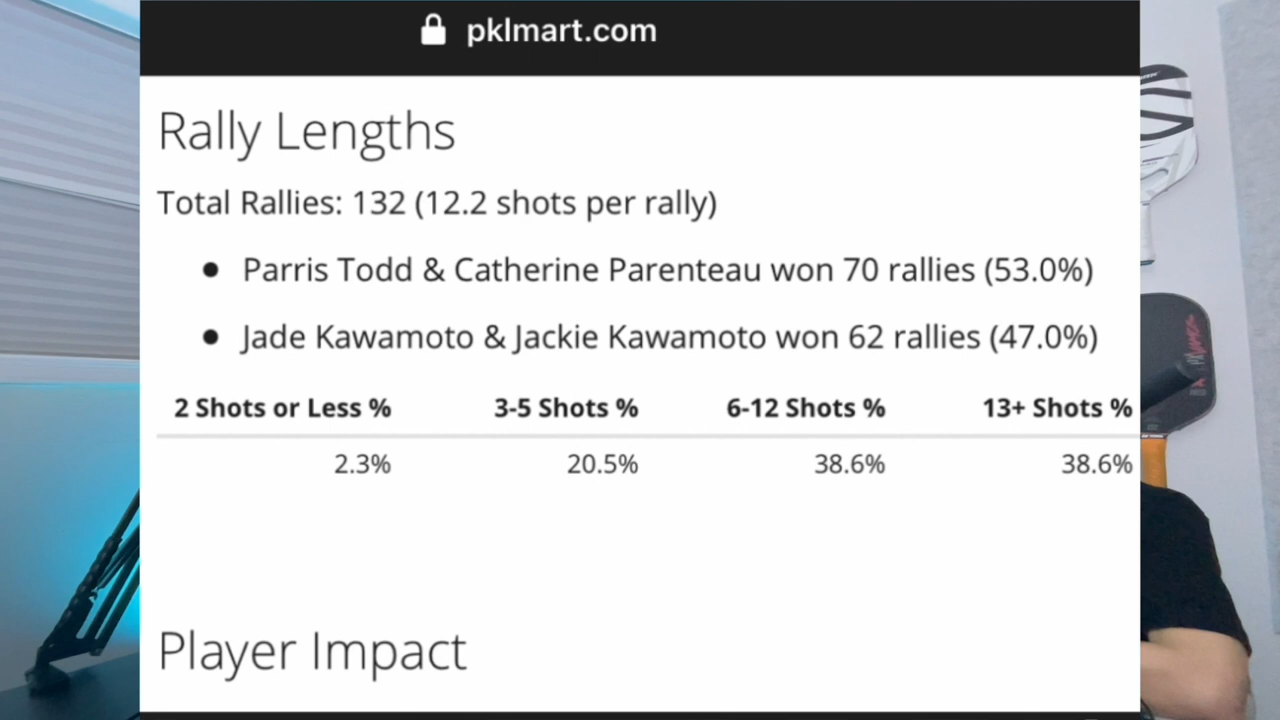 pklmart.com
Rally Lengths
Total Rallies: 132 (12.2 shots per rally)
● Parris Todd & Catherine Parenteau won 70 rallies (53.0%)
● Jade Kawamoto & Jackie Kawamoto won 62 rallies (47.0%)
2 Shots or Less % 3-5 Shots % 6-12 Shots % 13+ Shots %
2.3% 20.5% 38.6% 38.6%
Player Impact